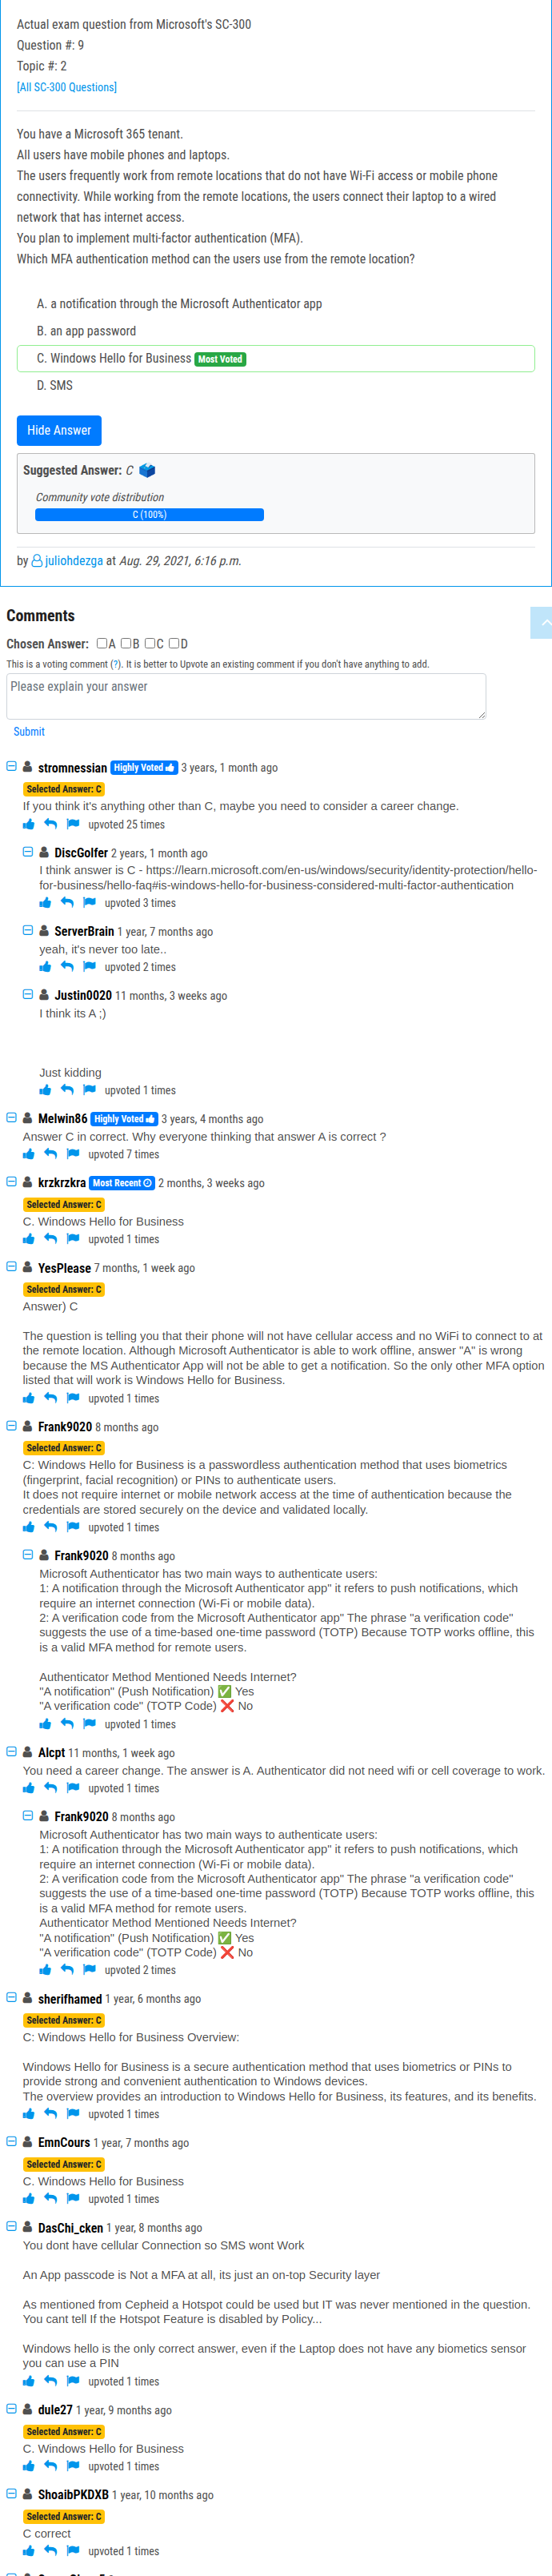 Actual exam question from Microsoft's SC-300
Question #: 9
Topic #: 2
[All SC-300 Questions]
You have a Microsoft 365 tenant.
All users have mobile phones and laptops.
The users frequently work from remote locations that do not have Wi-Fi access or mobile phone
connectivity. While working from the remote locations, the users connect their laptop to a wired
network that has internet access.
You plan to implement multi-factor authentication (MFA).
Which MFA authentication method can the users use from the remote location?
A. a notification through the Microsoft Authenticator app
B. an app password
C. Windows Hello for Business Most Voted
D. SMS
Hide Answer
Suggested Answer: C
Community vote distribution
C (100%)
by juliohdezga at Aug. 29, 2021, 6:16 p.m.
Comments
Chosen Answer: A B C D
This is a voting comment (?). It is better to Upvote an existing comment if you don't have anything to add.
Please explain your answer
Submit
stromnessian Highly Voted 3 years, 1 month ago
Selected Answer: C
If you think it's anything other than C, maybe you need to consider a career change.
upvoted 25 times
DiscGolfer 2 years, 1 month ago
I think answer is C - https://learn.microsoft.com/en-us/windows/security/identity-protection/hello-
for-business/hello-faq#is-windows-hello-for-business-considered-multi-factor-authentication
upvoted 3 times
ServerBrain 1 year, 7 months ago
yeah, it's never too late..
upvoted 2 times
Justin0020 11 months, 3 weeks ago
I think its A ;)
Just kidding
upvoted 1 times
Melwin86 Highly Voted 3 years, 4 months ago
Answer C in correct. Why everyone thinking that answer A is correct ?
upvoted 7 times
krzkrzkra Most Recent 2 months, 3 weeks ago
Selected Answer: C
C. Windows Hello for Business
upvoted 1 times
YesPlease 7 months, 1 week ago
Selected Answer: C
Answer) C
The question is telling you that their phone will not have cellular access and no WiFi to connect to at
the remote location. Although Microsoft Authenticator is able to work offline, answer "A" is wrong
because the MS Authenticator App will not be able to get a notification. So the only other MFA option
listed that will work is Windows Hello for Business.
upvoted 1 times
Frank9020 8 months ago
Selected Answer: C
C: Windows Hello for Business is a passwordless authentication method that uses biometrics
(fingerprint, facial recognition) or PINs to authenticate users.
It does not require internet or mobile network access at the time of authentication because the
credentials are stored securely on the device and validated locally.
upvoted 1 times
Frank9020 8 months ago
Microsoft Authenticator has two main ways to authenticate users:
1: A notification through the Microsoft Authenticator app" it refers to push notifications, which
require an internet connection (Wi-Fi or mobile data).
2: A verification code from the Microsoft Authenticator app" The phrase "a verification code"
suggests the use of a time-based one-time password (TOTP) Because TOTP works offline, this
is a valid MFA method for remote users.
Authenticator Method Mentioned Needs Internet?
"A notification" (Push Notification) ✅ Yes
"A verification code" (TOTP Code) ❌ No
upvoted 1 times
Alcpt 11 months, 1 week ago
You need a career change. The answer is A. Authenticator did not need wifi or cell coverage to work.
upvoted 1 times
Frank9020 8 months ago
Microsoft Authenticator has two main ways to authenticate users:
1: A notification through the Microsoft Authenticator app" it refers to push notifications, which
require an internet connection (Wi-Fi or mobile data).
2: A verification code from the Microsoft Authenticator app" The phrase "a verification code"
suggests the use of a time-based one-time password (TOTP) Because TOTP works offline, this
is a valid MFA method for remote users.
Authenticator Method Mentioned Needs Internet?
"A notification" (Push Notification) ✅ Yes
"A verification code" (TOTP Code) ❌ No
upvoted 2 times
sherifhamed 1 year, 6 months ago
Selected Answer: C
C: Windows Hello for Business Overview:
Windows Hello for Business is a secure authentication method that uses biometrics or PINs to
provide strong and convenient authentication to Windows devices.
The overview provides an introduction to Windows Hello for Business, its features, and its benefits.
upvoted 1 times
EmnCours 1 year, 7 months ago
Selected Answer: C
C. Windows Hello for Business
upvoted 1 times
DasChi_cken 1 year, 8 months ago
You dont have cellular Connection so SMS wont Work
An App passcode is Not a MFA at all, its just an on-top Security layer
As mentioned from Cepheid a Hotspot could be used but IT was never mentioned in the question.
You cant tell If the Hotspot Feature is disabled by Policy...
Windows hello is the only correct answer, even if the Laptop does not have any biometics sensor
you can use a PIN
upvoted 1 times
dule27 1 year, 9 months ago
Selected Answer: C
C. Windows Hello for Business
upvoted 1 times
ShoaibPKDXB 1 year, 10 months ago
Selected Answer: C
C correct
upvoted 1 times